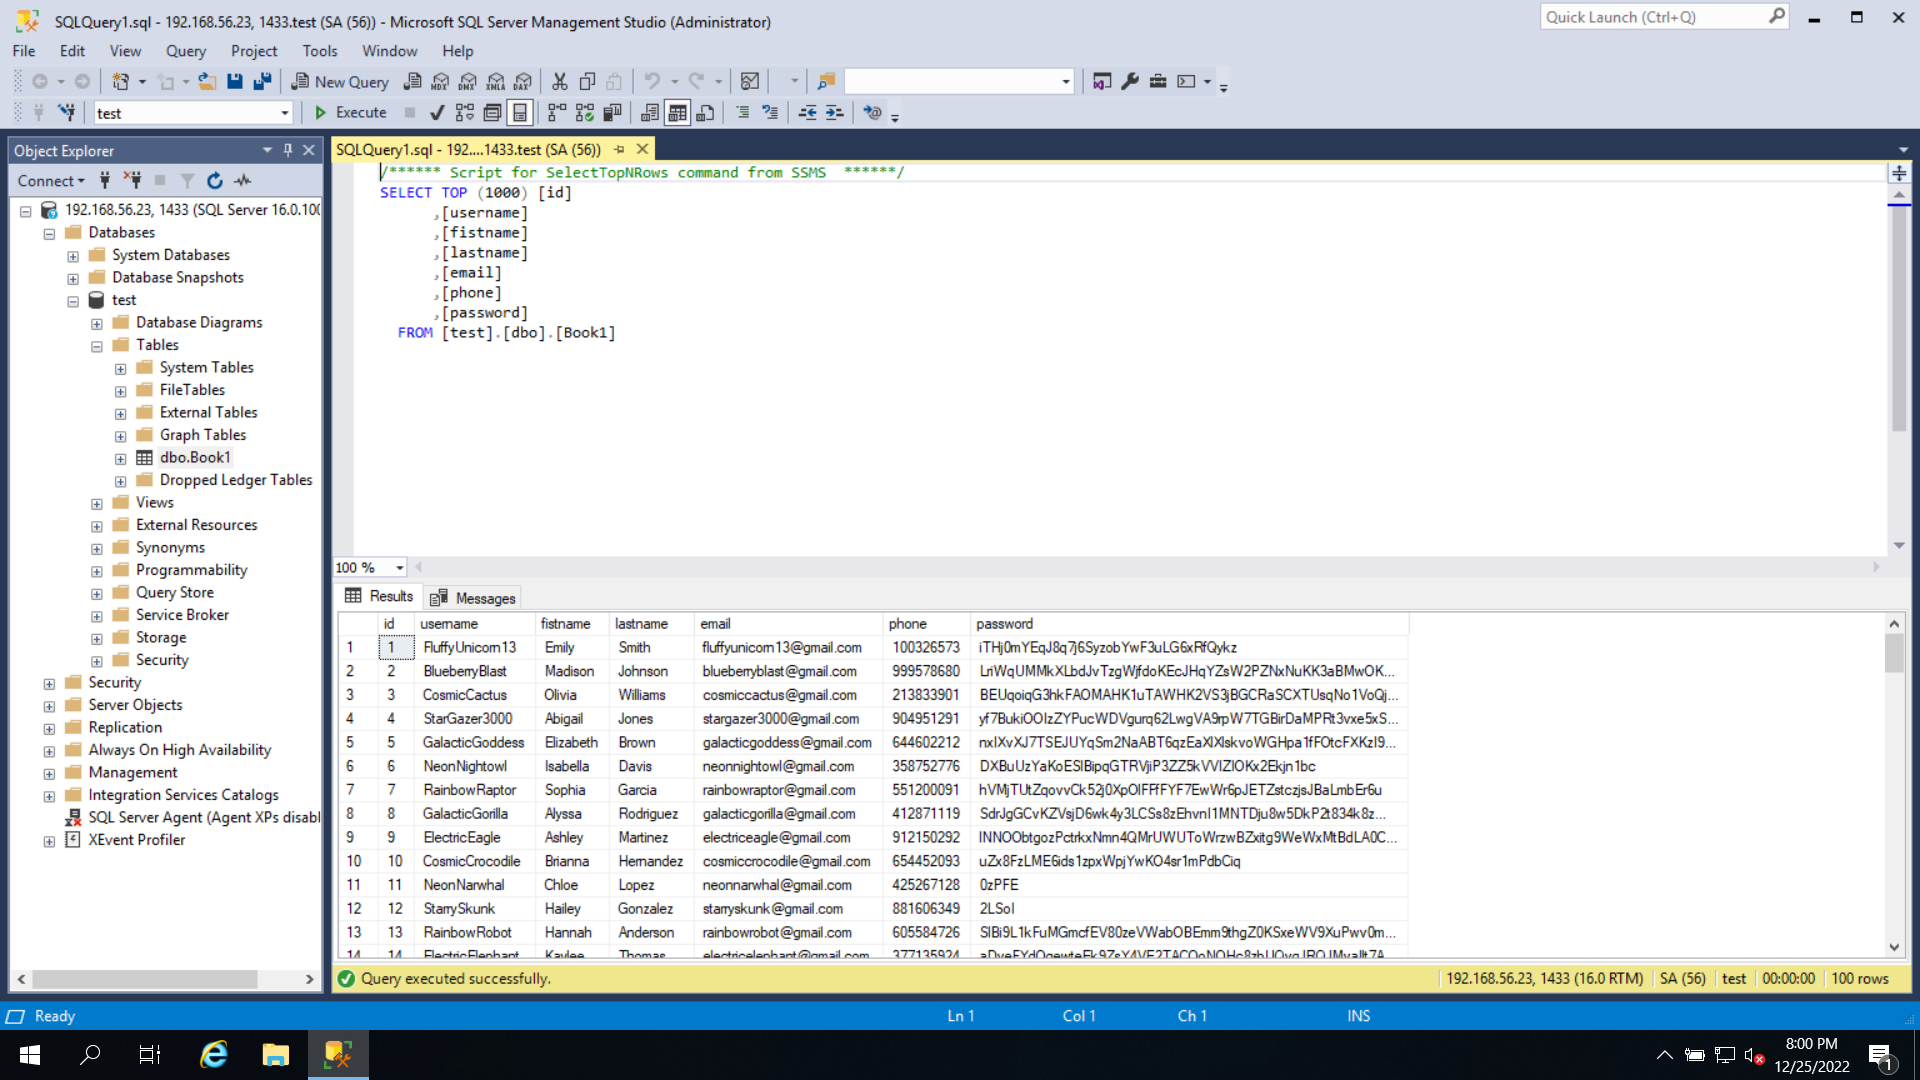 SQLQuery1.sql - 192.168.56.23, 1433.test (SA (56)) - Microsoft SQL Server Management Studio (Administrator)
Quick Launch (Ctrl+Q)
File Edit View Query Project Tools Window Help
New Query MDX DMX XMLA DAX
test Execute
Object Explorer
Connect
192.168.56.23, 1433 (SQL Server 16.0.100
Databases
System Databases
Database Snapshots
test
Database Diagrams
Tables
System Tables
FileTables
External Tables
Graph Tables
dbo.Book1
Dropped Ledger Tables
Views
External Resources
Synonyms
Programmability
Query Store
Service Broker
Storage
Security
Security
Server Objects
Replication
Always On High Availability
Management
Integration Services Catalogs
SQL Server Agent (Agent XPs disabl
XEvent Profiler
SQLQuery1.sql - 192....1433.test (SA (56))
/****** Script for SelectTopNRows command from SSMS  ******/
SELECT TOP (1000) [id]
,[username]
,[fistname]
,[lastname]
,[email]
,[phone]
,[password]
FROM [test].[dbo].[Book1]
100 %
Results Messages
id username fistname lastname email phone password
1 1 FluffyUnicorn13 Emily Smith fluffyunicorn13@gmail.com 100326573 iTHj0mYEqJ8q7j6SyzobYwF3uLG6xRfQykz
2 2 BlueberryBlast Madison Johnson blueberryblast@gmail.com 999578680 LriWqUMMkXLbdJvTzgWjfdoKEcJHqYZsW2PZNxNuKK3aBMwOK...
3 3 CosmicCactus Olivia Williams cosmiccactus@gmail.com 213833901 BEUqoiqG3hkFAOMAHK1uTAWHK2VS3jBGCRaSCXTUsqNo1VoQj...
4 4 StarGazer3000 Abigail Jones stargazer3000@gmail.com 904951291 yf7BukiOOIzZYPucWDVgurq62LwgVA9rpW7TGBirDaMPRt3vxe5xS...
5 5 GalacticGoddess Elizabeth Brown galacticgoddess@gmail.com 644602212 nxIXvXJ7TSEJUYqSm2NaABT6qzEaXlXlskvoWGHpa1fFOtcFXKzI9...
6 6 NeonNightowl Isabella Davis neonnightowl@gmail.com 358752776 DXBuUzYaKoESlBipqGTRVjiP3ZZ5kVVIZlOKx2Ekjn1bc
7 7 RainbowRaptor Sophia Garcia rainbowraptor@gmail.com 551200091 hVMjTUtZqovvCk52j0XpOlFPfFYF7EwWr6pJETZstczjsJBaLmbEr6u
8 8 GalacticGorilla Alyssa Rodriguez galacticgorilla@gmail.com 412871119 SdrJgGCvKZVsjD6wk4y3LCSs8zEhvnI1MNTDju8w5DkP2t834k8z...
9 9 ElectricEagle Ashley Martinez electriceagle@gmail.com 912150292 INNOObtgozPctrkxNmn4QMrUWUToWrzwBZxitg9WeWxMtBdLA0C...
10 10 CosmicCrocodile Brianna Hernandez cosmiccrocodile@gmail.com 654452093 uZx8FzLME6ids1zpxWpjYwKO4sr1mPdbCiq
11 11 NeonNarwhal Chloe Lopez neonnarwhal@gmail.com 425267128 0zPFE
12 12 StarrySkunk Hailey Gonzalez starryskunk@gmail.com 881606349 2LSol
13 13 RainbowRobot Hannah Anderson rainbowrobot@gmail.com 605584726 SlBi9L1kFuMGmcfEV80zeVWabOBEmm9thgZ0KSxeWV9XuPwv0m...
14 14 ElectricElephant Kaylee Thomas electricelephant@gmail.com 377135924
Query executed successfully. 192.168.56.23, 1433 (16.0 RTM) SA (56) test 00:00:00 100 rows
Ready Ln 1 Col 1 Ch 1 INS
8:00 PM
12/25/2022
1